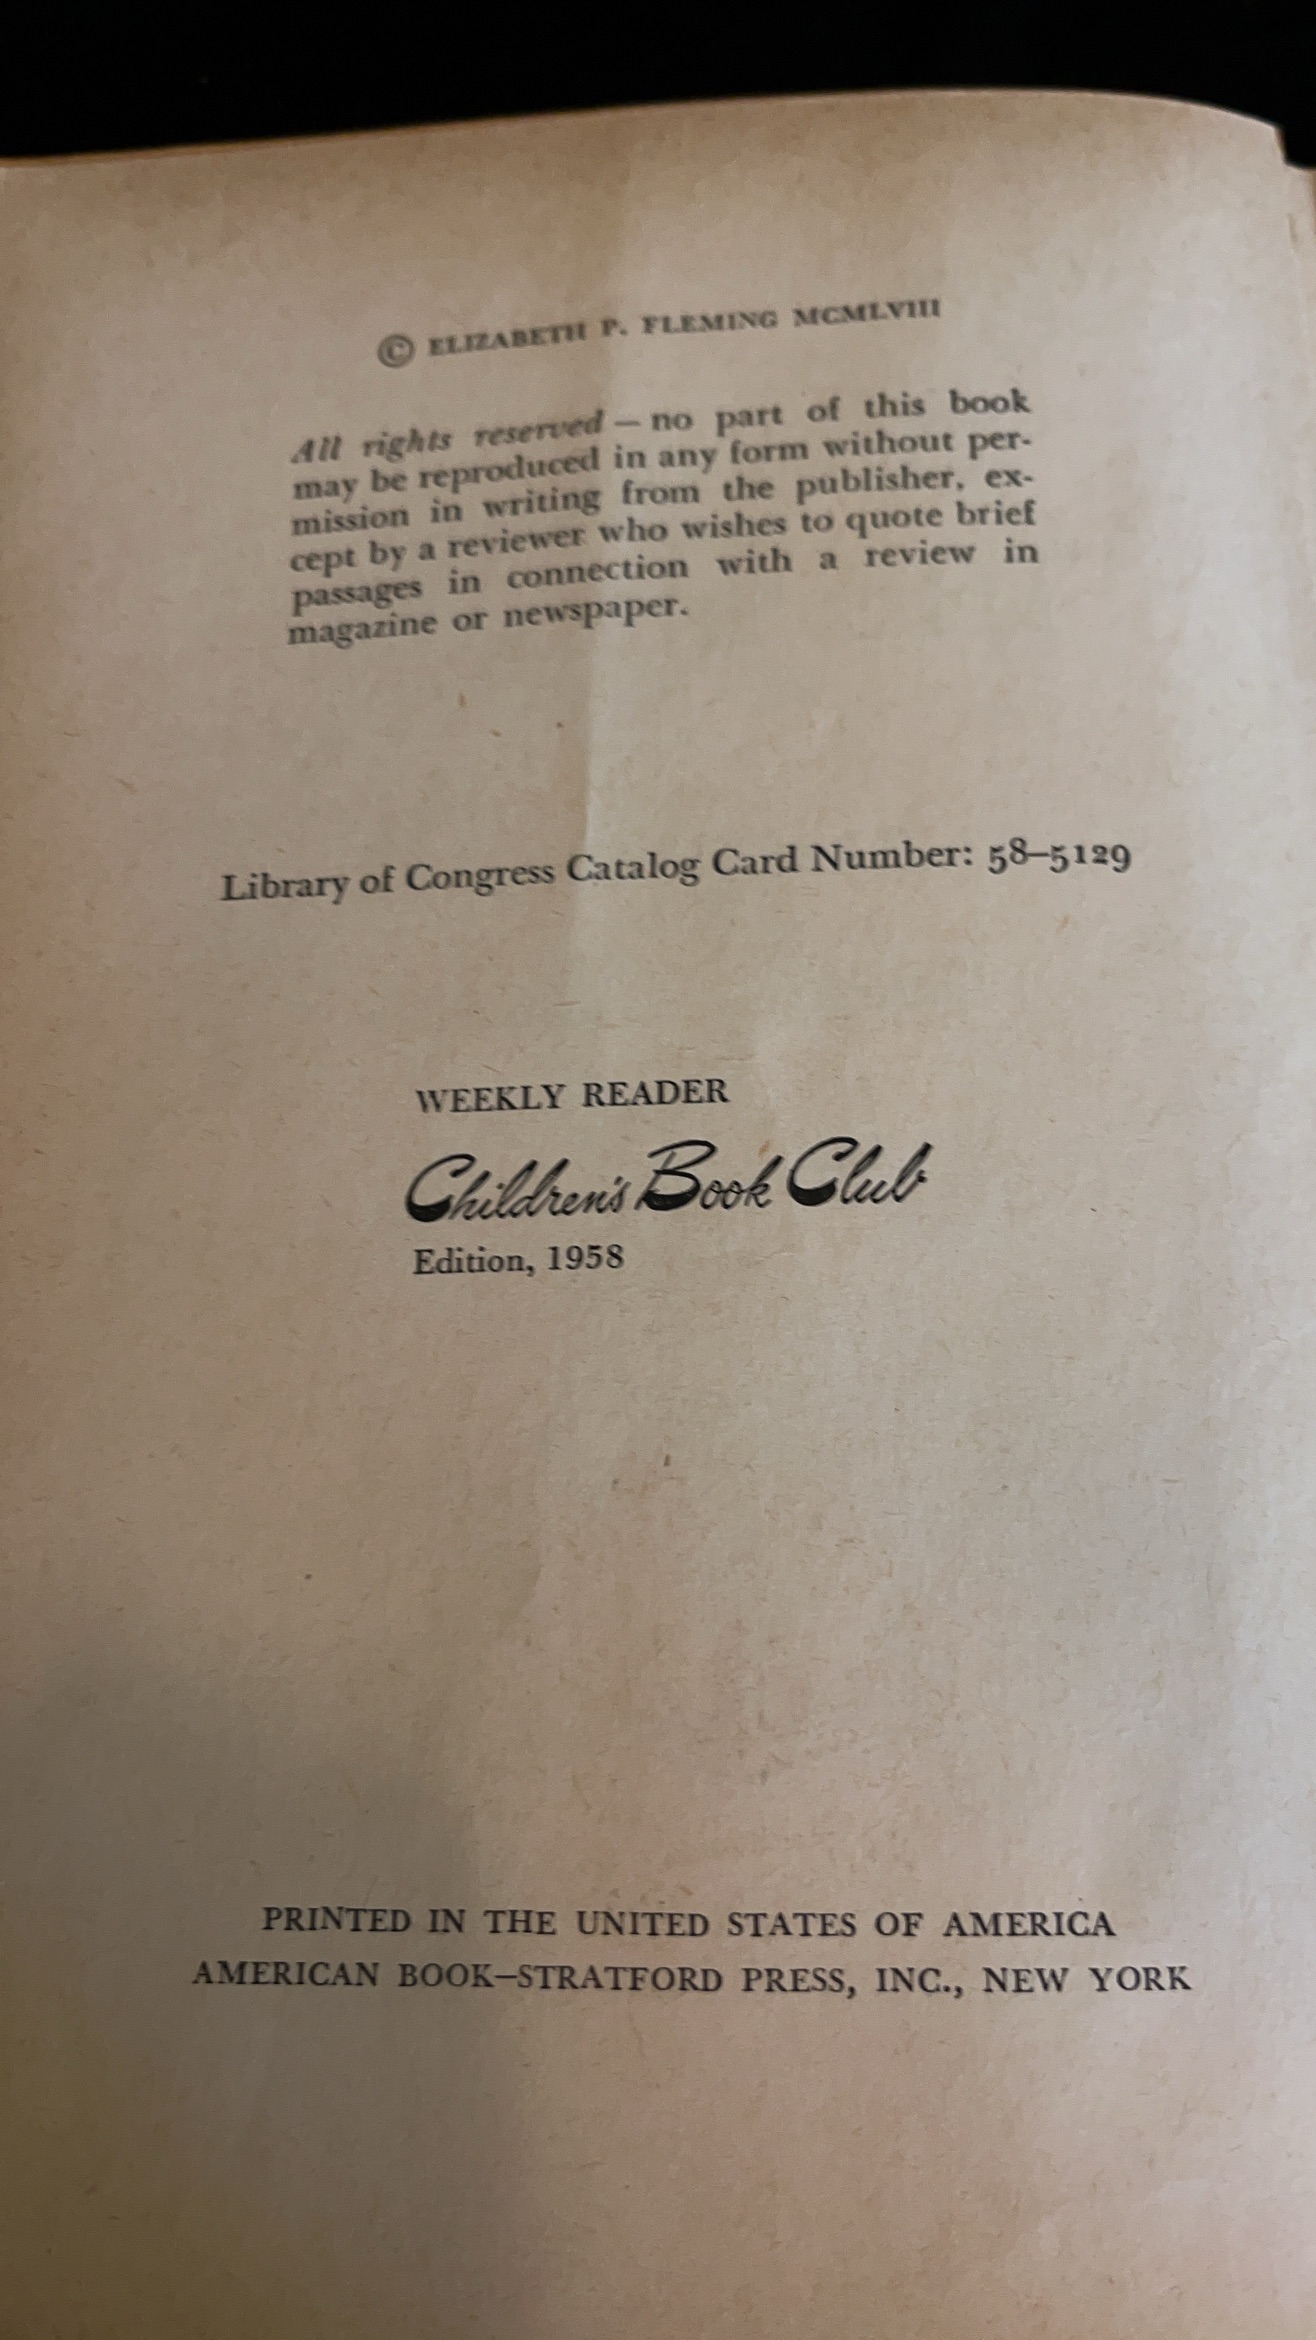 © ELIZABETH P. FLEMING MCMLVIII
All rights reserved – no part of this book
may be reproduced in any form without per-
mission in writing from the publisher, ex-
cept by a reviewer who wishes to quote brief
passages in connection with a review in
magazine or newspaper.
Library of Congress Catalog Card Number: 58–5129
WEEKLY READER
Children's Book Club
Edition, 1958
PRINTED IN THE UNITED STATES OF AMERICA
AMERICAN BOOK–STRATFORD PRESS, INC., NEW YORK